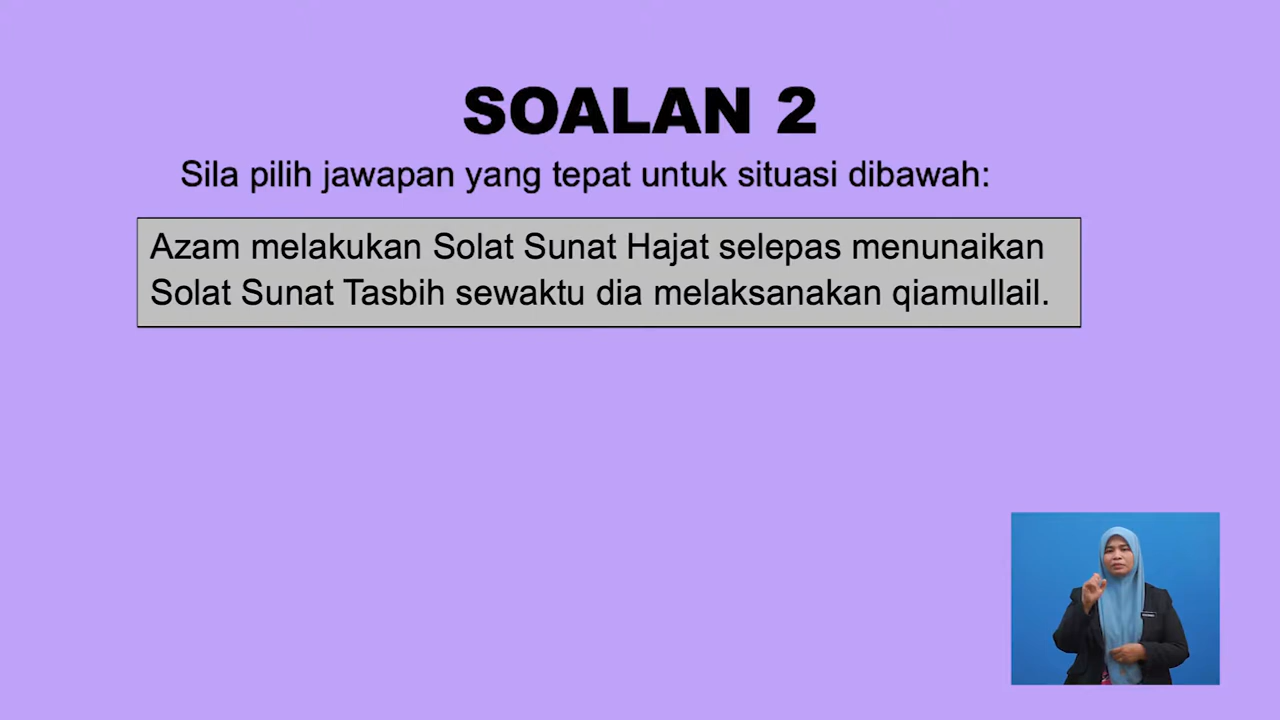 SOALAN 2
Sila pilih jawapan yang tepat untuk situasi dibawah:
Azam melakukan Solat Sunat Hajat selepas menunaikan
Solat Sunat Tasbih sewaktu dia melaksanakan qiamullail.